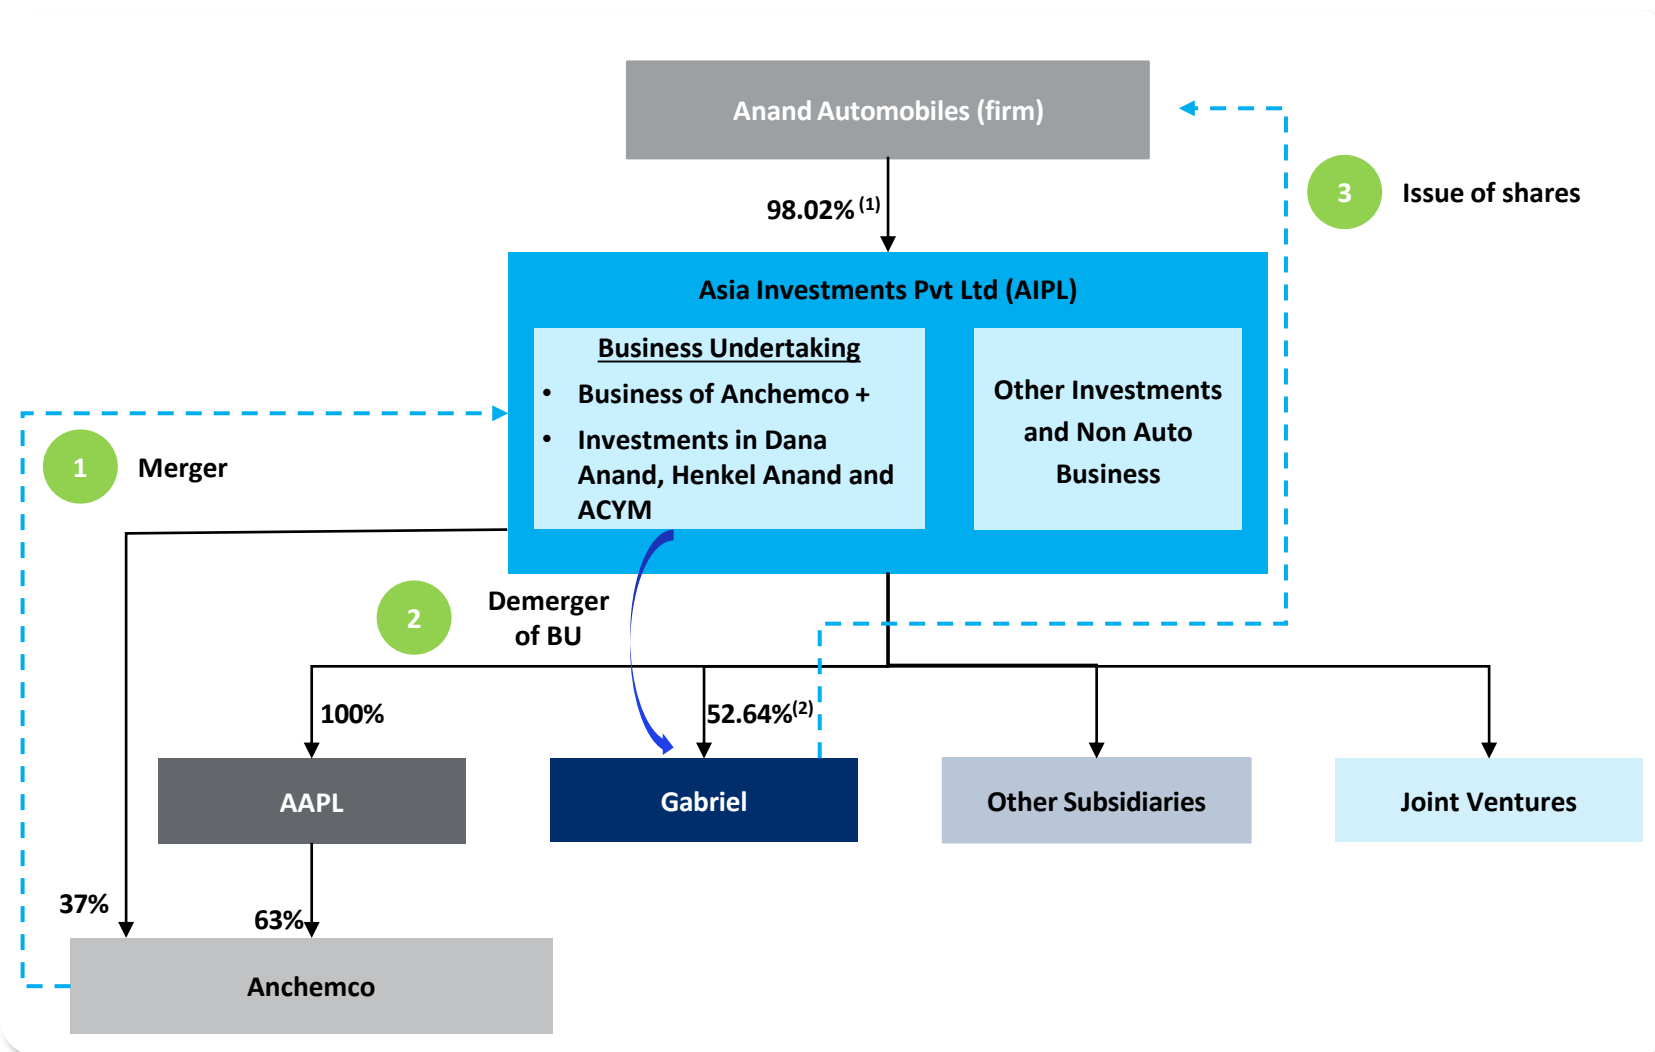 Anand Automobiles (firm)
98.02% (1)
3
Issue of shares
Asia Investments Pvt Ltd (AIPL)
Business Undertaking
• Business of Anchemco +
• Investments in Dana
Anand, Henkel Anand and
ACYM
Other Investments
and Non Auto
Business
1
Merger
2
Demerger
of BU
100%
52.64%(2)
AAPL
Gabriel
Other Subsidiaries
Joint Ventures
37%
63%
Anchemco